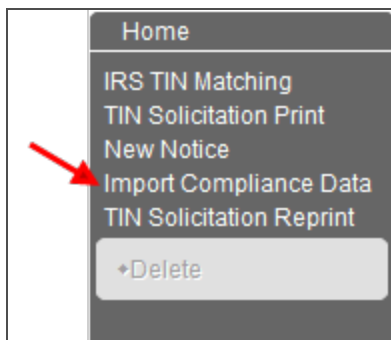 Home
IRS TIN Matching
TIN Solicitation Print
New Notice
Import Compliance Data
TIN Solicitation Reprint
◆Delete